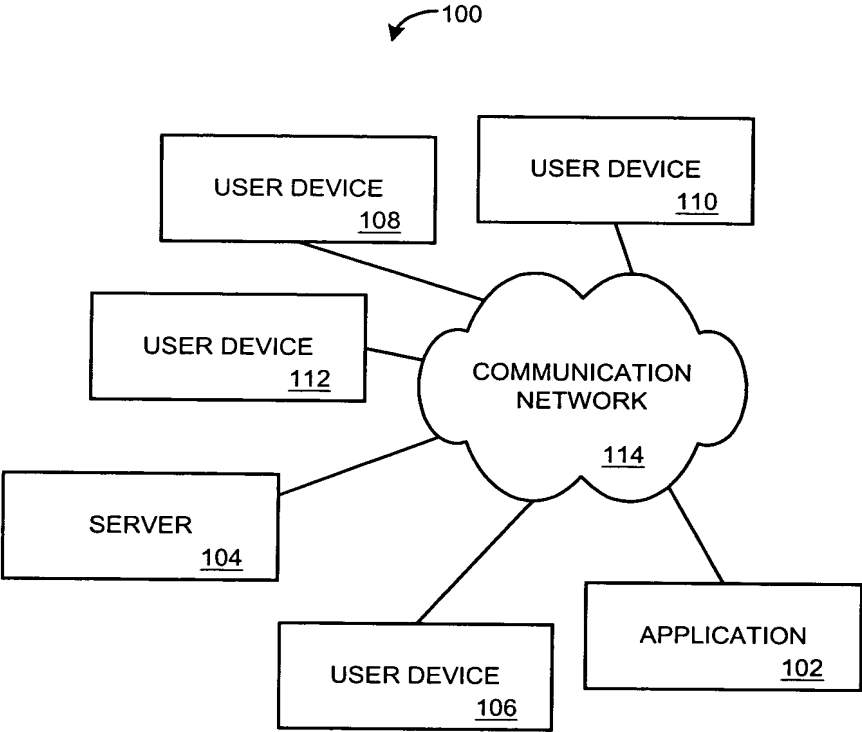 100
USER DEVICE
108
USER DEVICE
110
USER DEVICE
112
COMMUNICATION
NETWORK
114
SERVER
104
USER DEVICE
106
APPLICATION
102